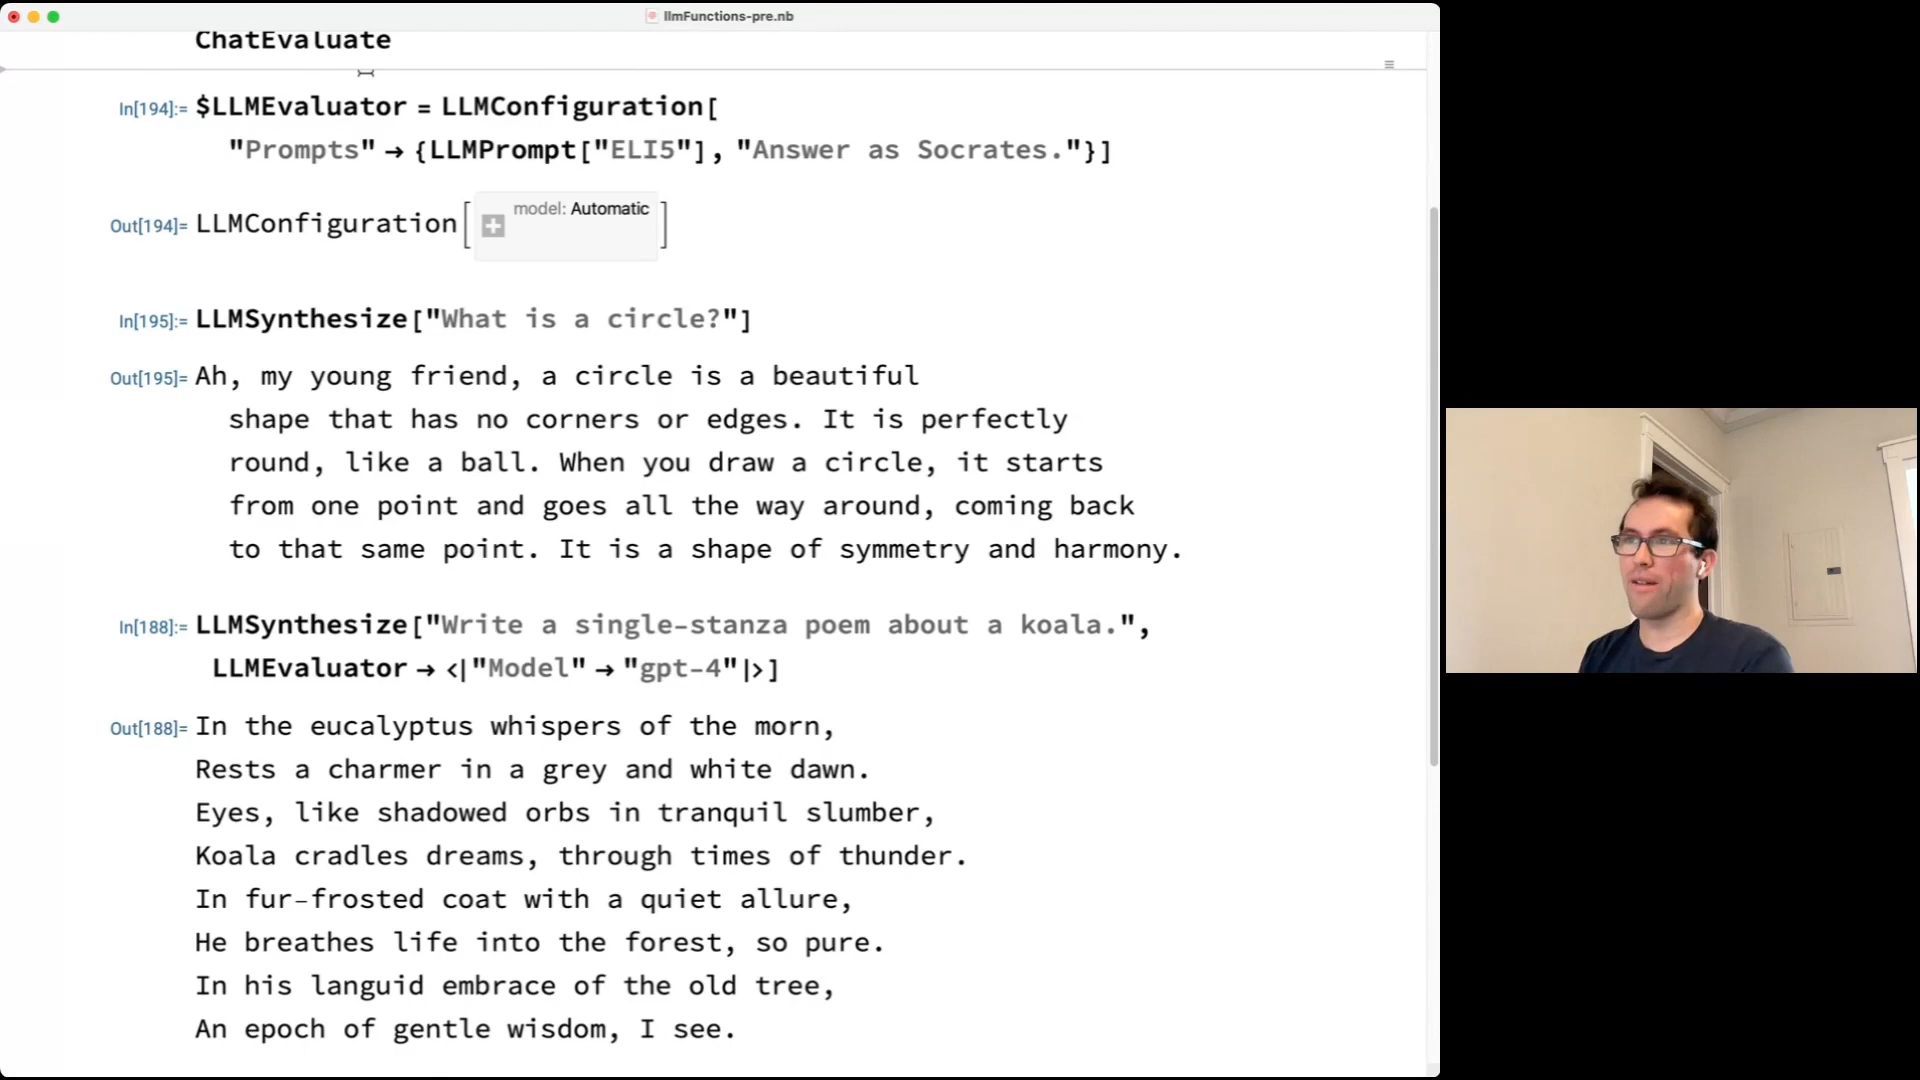 llmFunctions-pre.nb
ChatEvaluate
In[194]:= $LLMEvaluator = LLMConfiguration[
"Prompts" → {LLMPrompt["ELI5"], "Answer as Socrates."}]
Out[194]= LLMConfiguration[ model: Automatic ]
In[195]:= LLMSynthesize["What is a circle?"]
Out[195]= Ah, my young friend, a circle is a beautiful
shape that has no corners or edges. It is perfectly
round, like a ball. When you draw a circle, it starts
from one point and goes all the way around, coming back
to that same point. It is a shape of symmetry and harmony.
In[188]:= LLMSynthesize["Write a single-stanza poem about a koala.",
LLMEvaluator → <|"Model" → "gpt-4"|>]
Out[188]= In the eucalyptus whispers of the morn,
Rests a charmer in a grey and white dawn.
Eyes, like shadowed orbs in tranquil slumber,
Koala cradles dreams, through times of thunder.
In fur-frosted coat with a quiet allure,
He breathes life into the forest, so pure.
In his languid embrace of the old tree,
An epoch of gentle wisdom, I see.